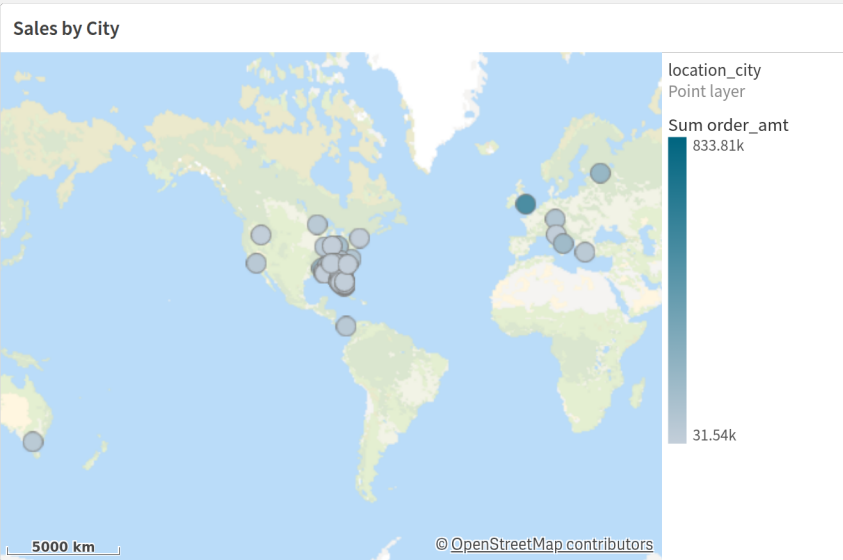 Sales by City
location_city
Point layer
Sum order_amt
833.81k
31.54k
5000 km
© OpenStreetMap contributors